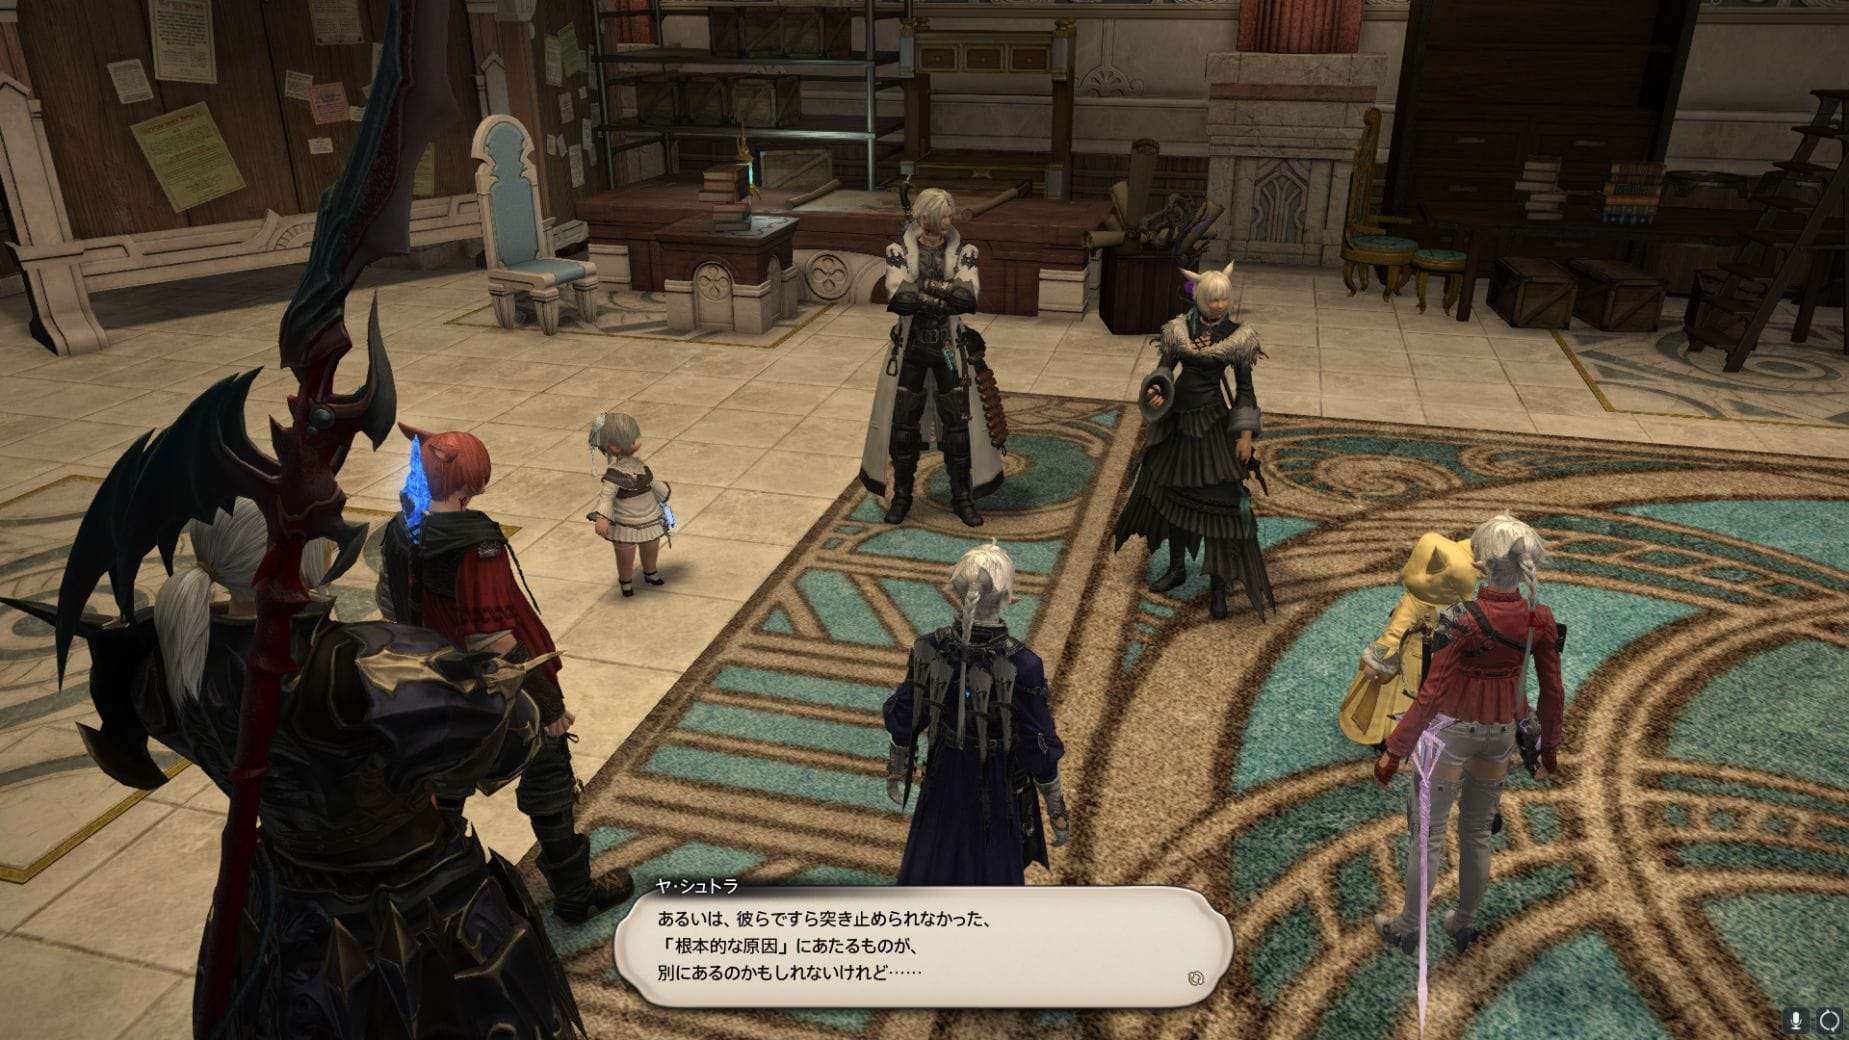 ヤ・シュトラ
あるいは、彼らですら突き止められなかった、
「根本的な原因」にあたるものが、
別にあるのかもしれないけれど……